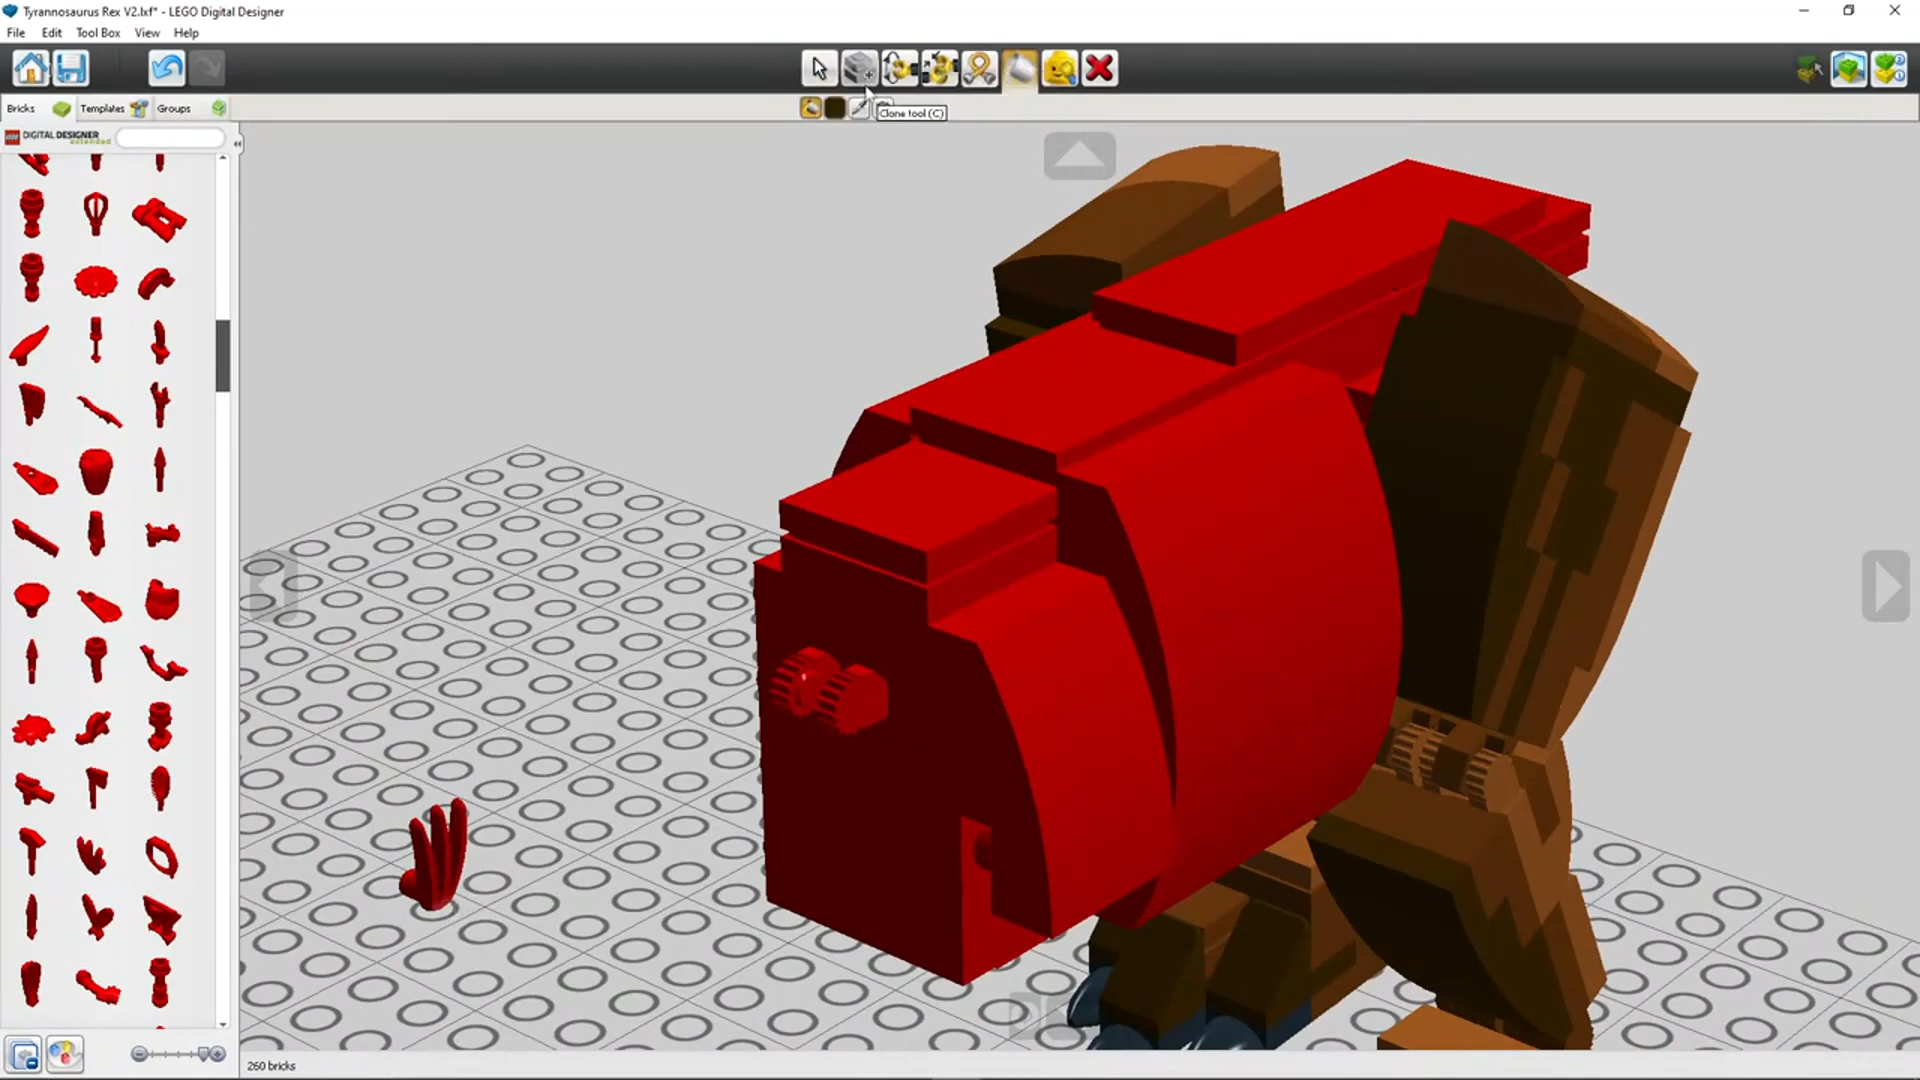 Tyrannosaurus Rex V2.lxf* - LEGO Digital Designer
File Edit Tool Box View Help
Clone tool (C)
Bricks Templates Groups
DIGITAL DESIGNER
extended
260 bricks